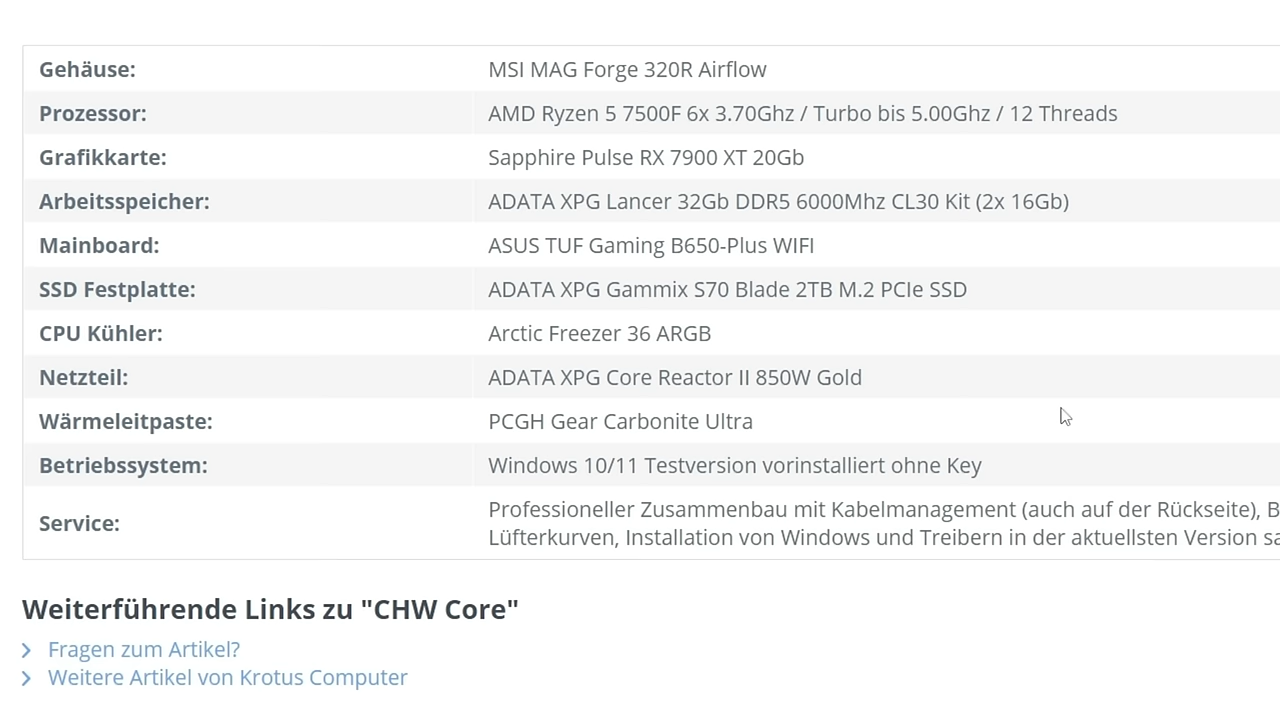 Gehäuse: MSI MAG Forge 320R Airflow
Prozessor: AMD Ryzen 5 7500F 6x 3.70Ghz / Turbo bis 5.00Ghz / 12 Threads
Grafikkarte: Sapphire Pulse RX 7900 XT 20Gb
Arbeitsspeicher: ADATA XPG Lancer 32Gb DDR5 6000Mhz CL30 Kit (2x 16Gb)
Mainboard: ASUS TUF Gaming B650-Plus WIFI
SSD Festplatte: ADATA XPG Gammix S70 Blade 2TB M.2 PCIe SSD
CPU Kühler: Arctic Freezer 36 ARGB
Netzteil: ADATA XPG Core Reactor II 850W Gold
Wärmeleitpaste: PCGH Gear Carbonite Ultra
Betriebssystem: Windows 10/11 Testversion vorinstalliert ohne Key
Service: Professioneller Zusammenbau mit Kabelmanagement (auch auf der Rückseite),
Lüfterkurven, Installation von Windows und Treibern in der aktuellsten Version
Weiterführende Links zu "CHW Core"
Fragen zum Artikel?
Weitere Artikel von Krotus Computer